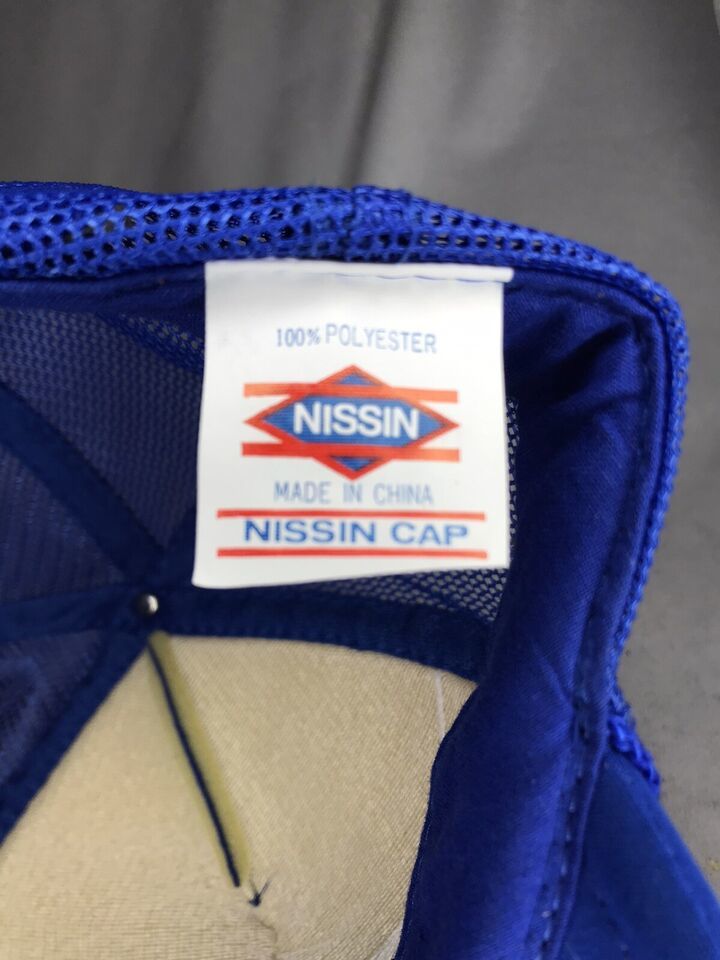 100% POLYESTER
NISSIN
MADE IN CHINA
NISSIN CAP